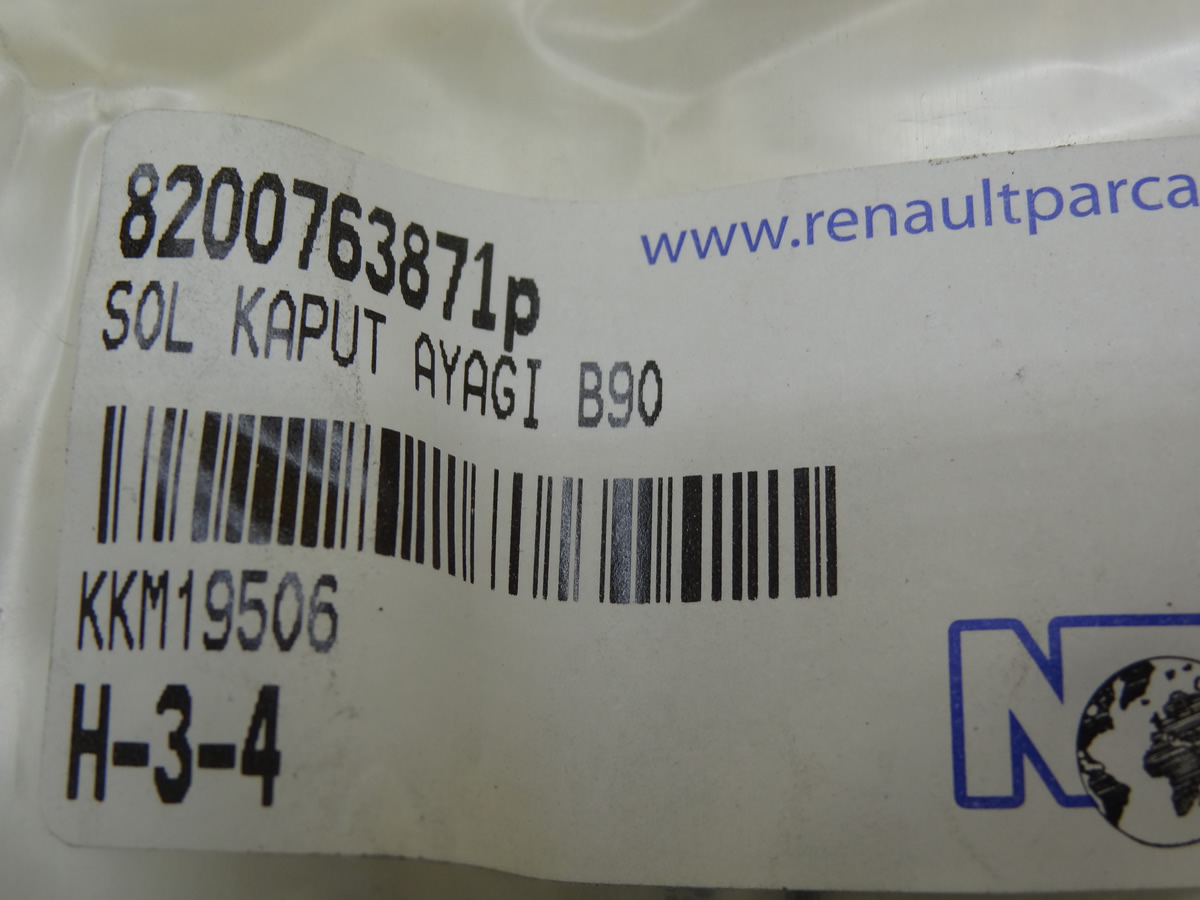 8200763871p
www.renaultparca
SOL KAPUT AYAGI B90
KKM19506
H-3-4
N